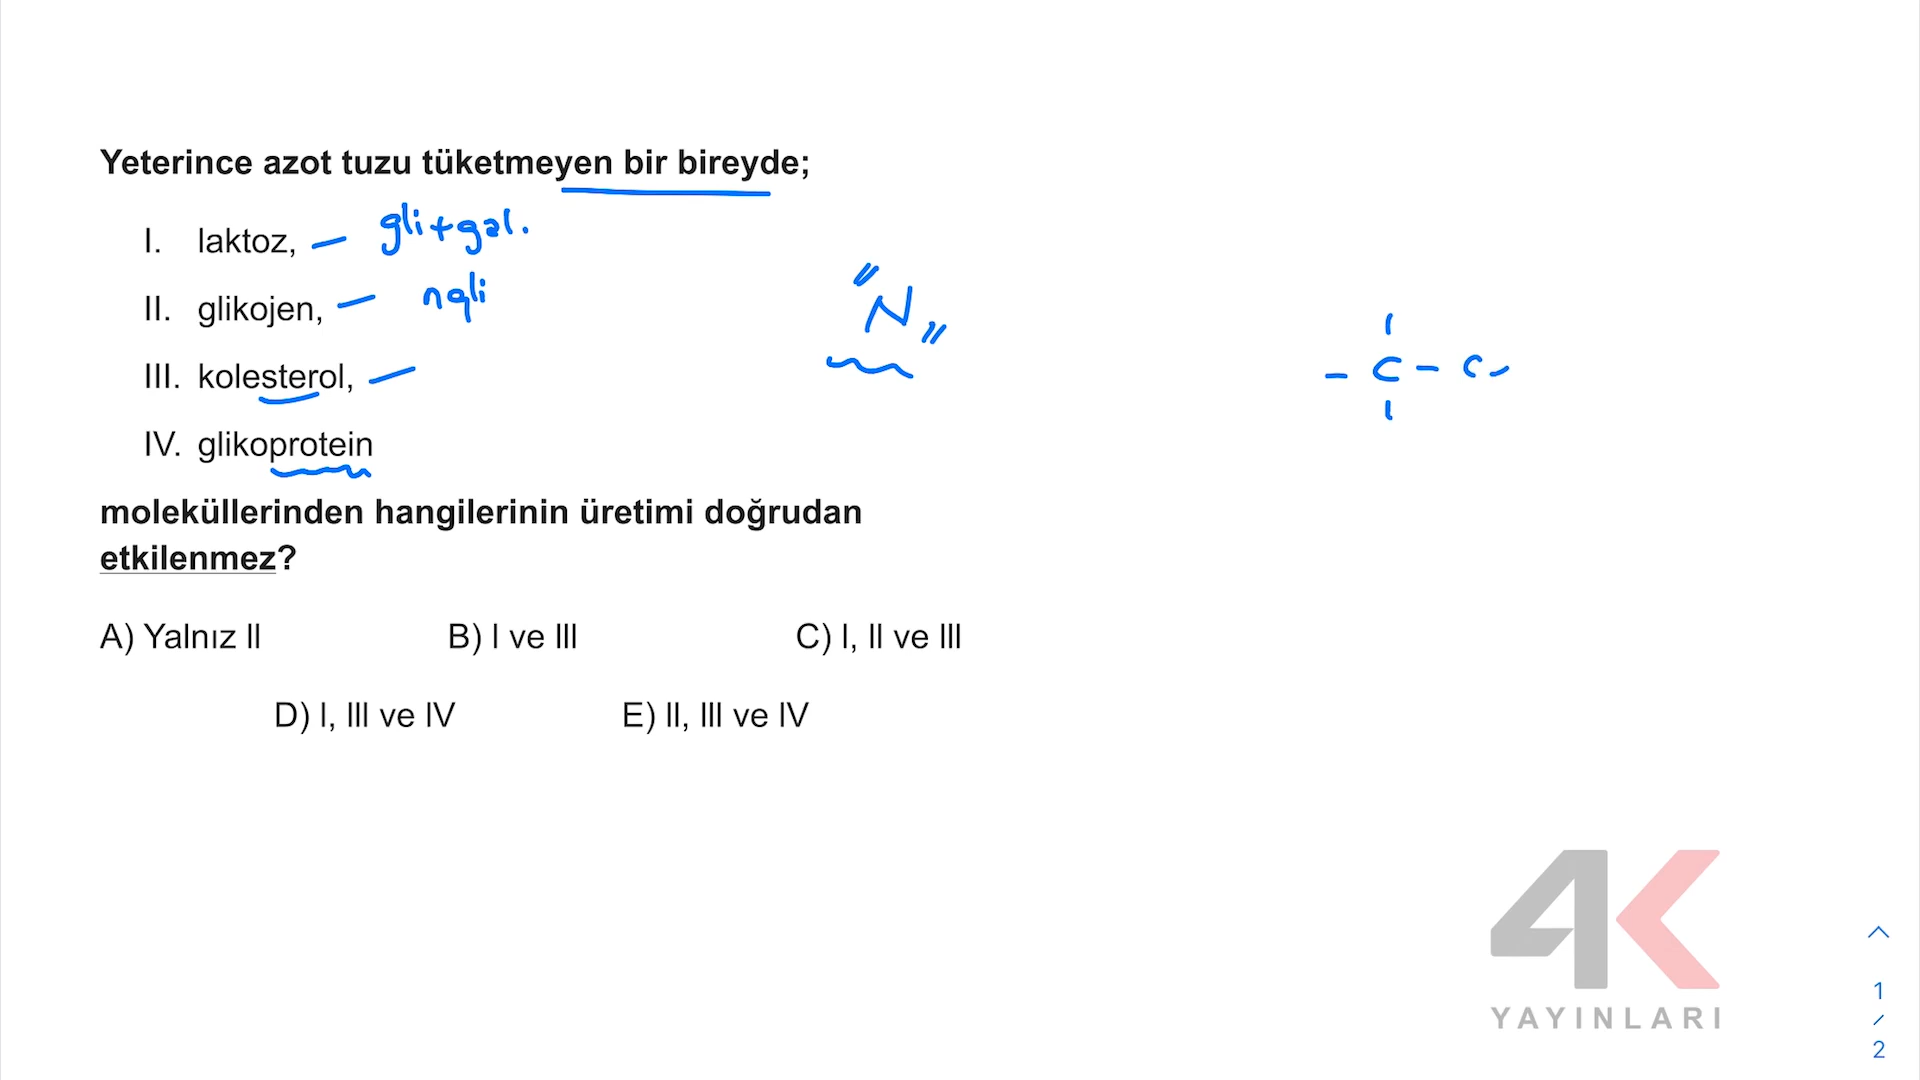 Yeterince azot tuzu tüketmeyen bir bireyde;
I. laktoz, — gli+gal.
II. glikojen, — ngli
III. kolesterol, —
IV. glikoprotein
"N"
- C - C -
moleküllerinden hangilerinin üretimi doğrudan
etkilenmez?
A) Yalnız II B) I ve III C) I, II ve III
D) I, III ve IV E) II, III ve IV
4K
YAYINLARI
1
/
2